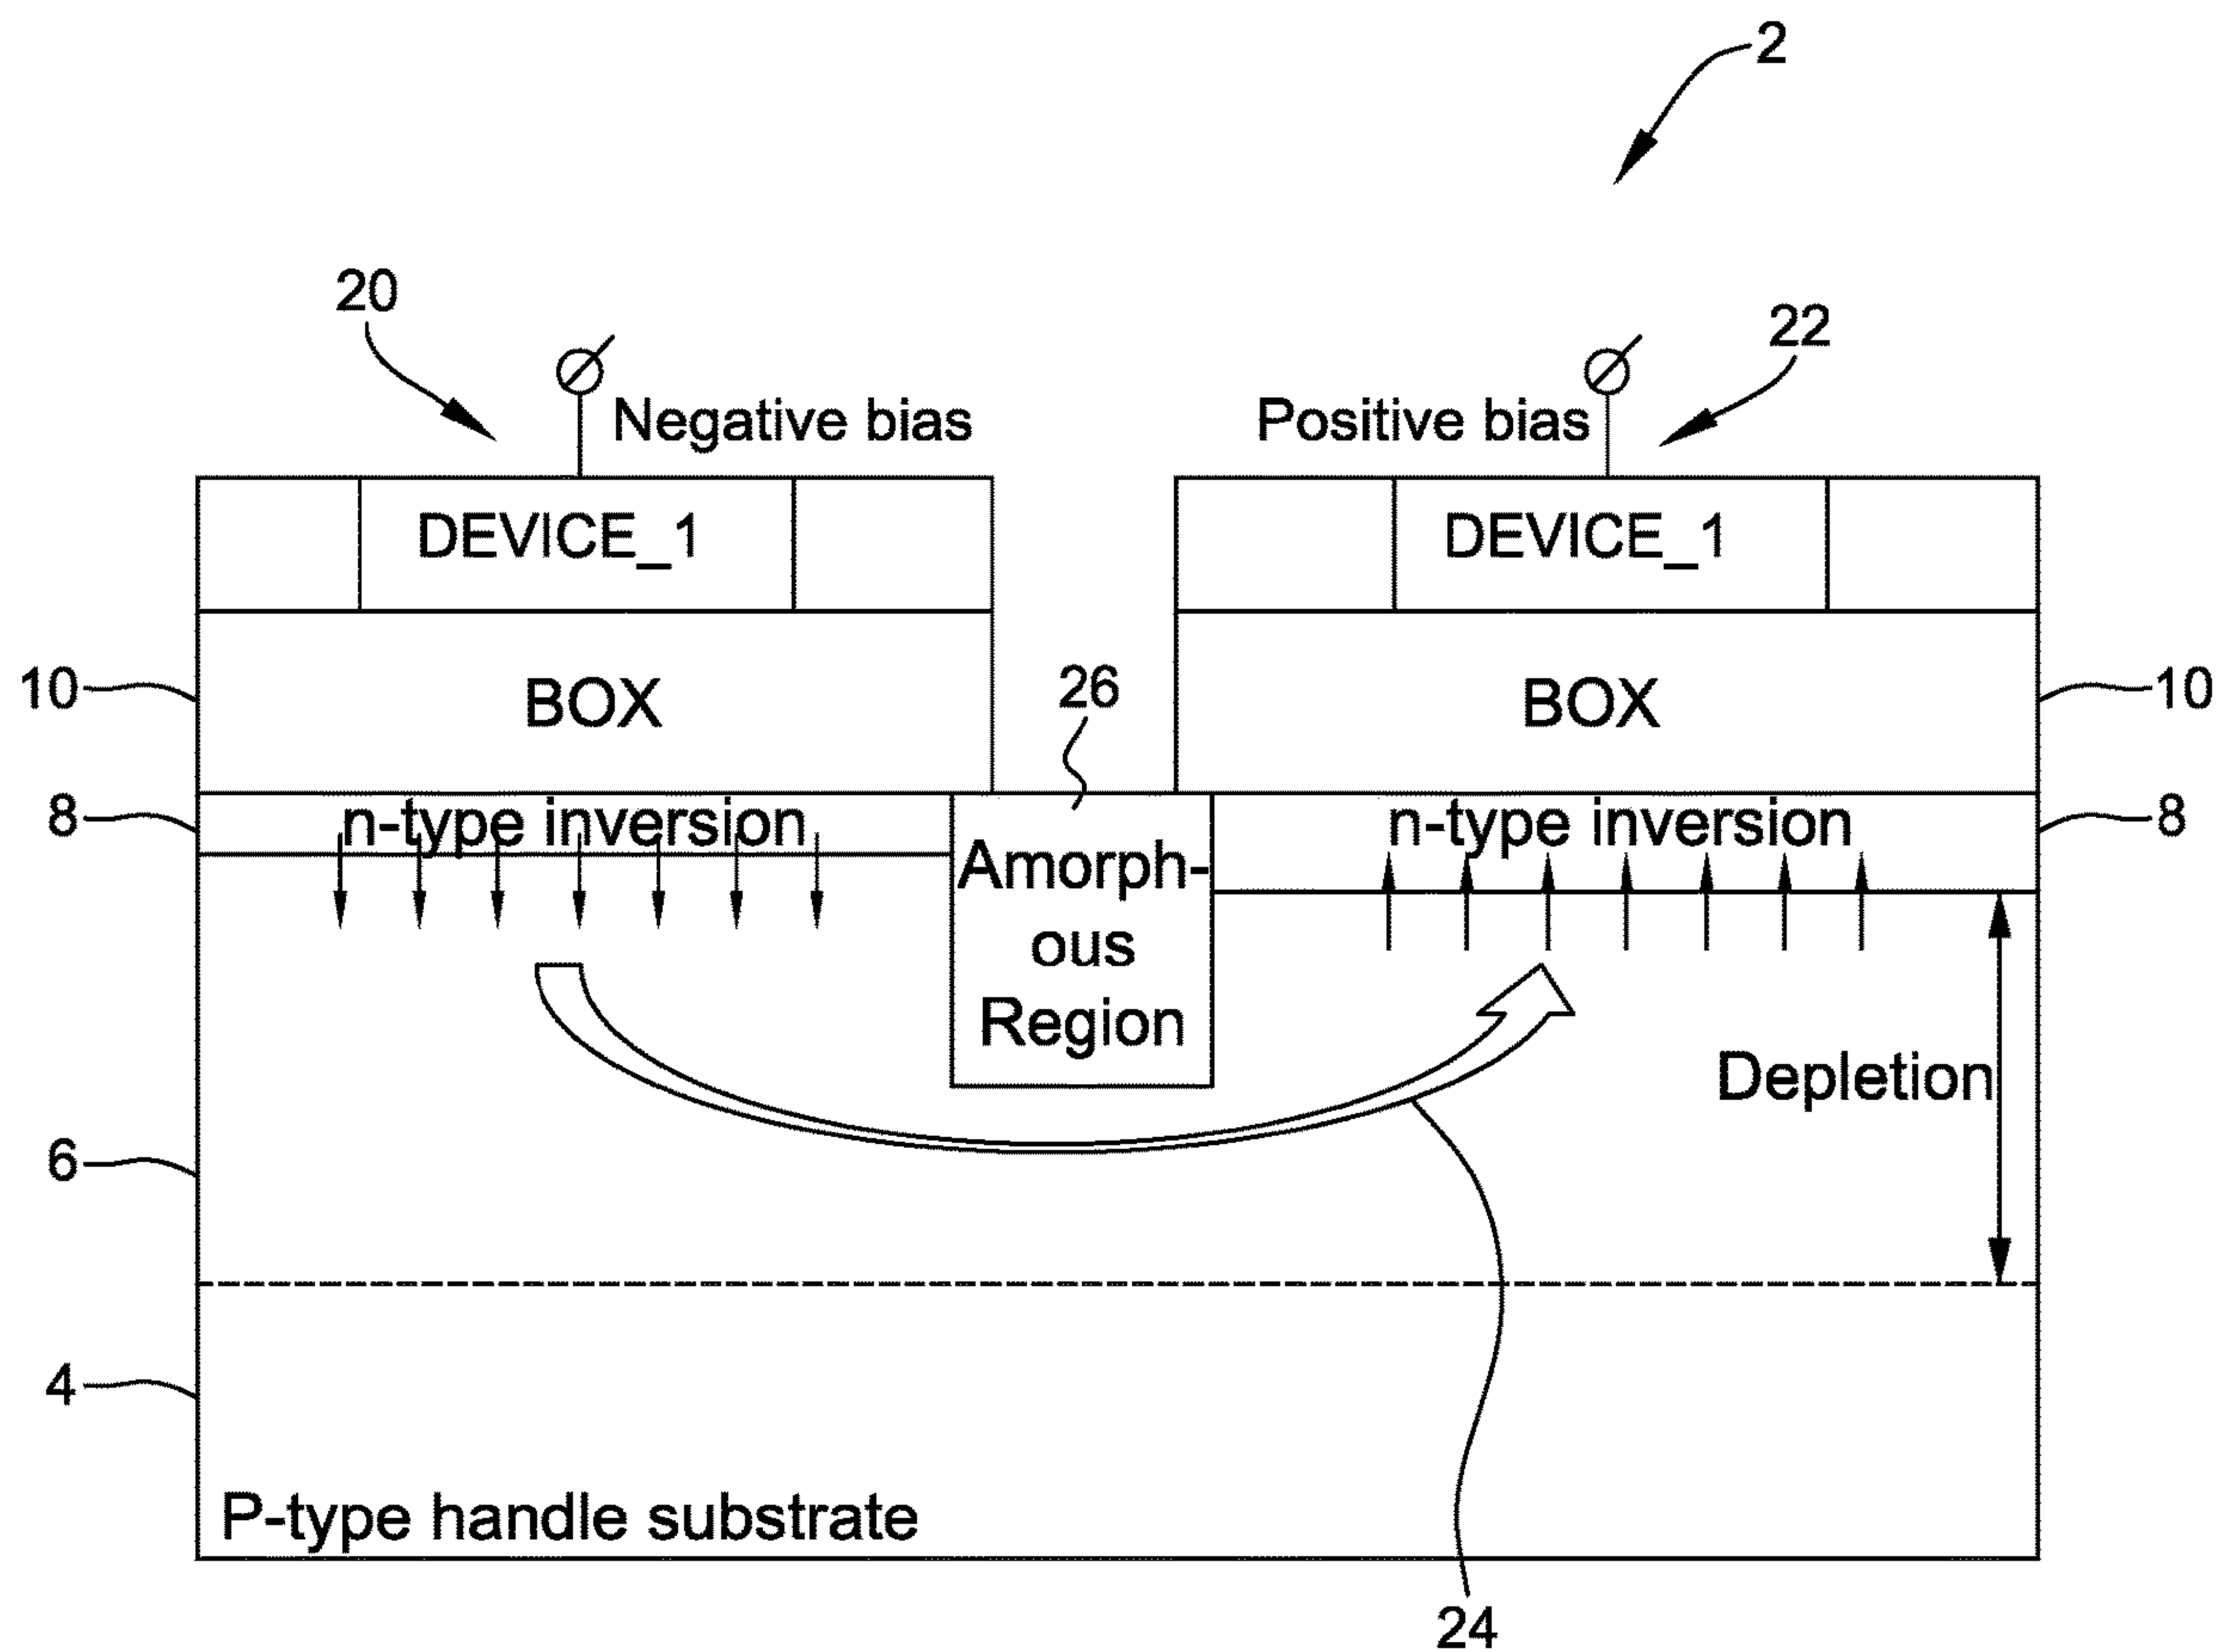 2
20
22
Negative bias
Positive bias
DEVICE_1
DEVICE_1
10
BOX
26
BOX
10
8
n-type inversion
n-type inversion
8
Amorph-
ous
Region
Depletion
6
4
P-type handle substrate
24